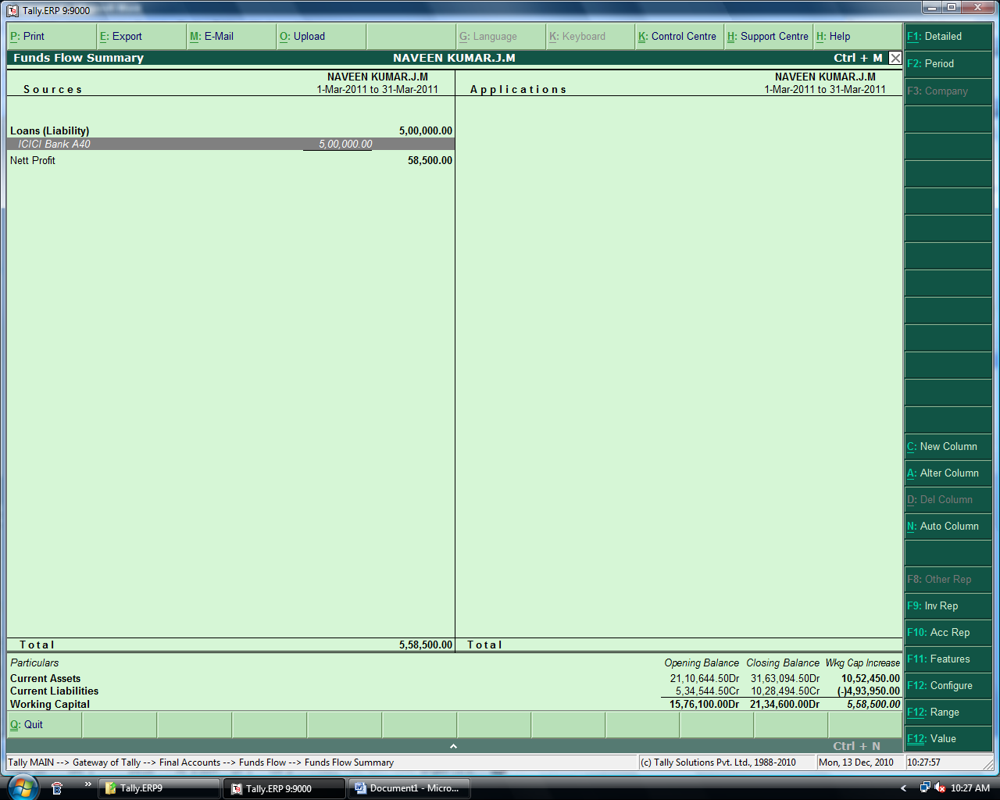 Tally.ERP 9:9000
P: Print E: Export M: E-Mail O: Upload G: Language K: Keyboard K: Control Centre H: Support Centre H: Help
Funds Flow Summary NAVEEN KUMAR.J.M Ctrl + M
NAVEEN KUMAR.J.M NAVEEN KUMAR.J.M
Sources 1-Mar-2011 to 31-Mar-2011 Applications 1-Mar-2011 to 31-Mar-2011
Loans (Liability) 5,00,000.00
ICICI Bank A40 5,00,000.00
Nett Profit 58,500.00
Total 5,58,500.00 Total
Particulars Opening Balance Closing Balance Wkg Cap Increase
Current Assets 21,10,644.50Dr 31,63,094.50Dr 10,52,450.00
Current Liabilities 5,34,544.50Cr 10,28,494.50Cr (-)4,93,950.00
Working Capital 15,76,100.00Dr 21,34,600.00Dr 5,58,500.00
Q: Quit
Ctrl + N
F1: Detailed
F2: Period
F3: Company
C: New Column
A: Alter Column
D: Del Column
N: Auto Column
F8: Other Rep
F9: Inv Rep
F10: Acc Rep
F11: Features
F12: Configure
F12: Range
F12: Value
Tally MAIN --> Gateway of Tally --> Final Accounts --> Funds Flow --> Funds Flow Summary (c) Tally Solutions Pvt. Ltd., 1988-2010 Mon, 13 Dec, 2010 10:27:57
Tally.ERP9 Tally.ERP 9:9000 Document1 - Micro... 10:27 AM